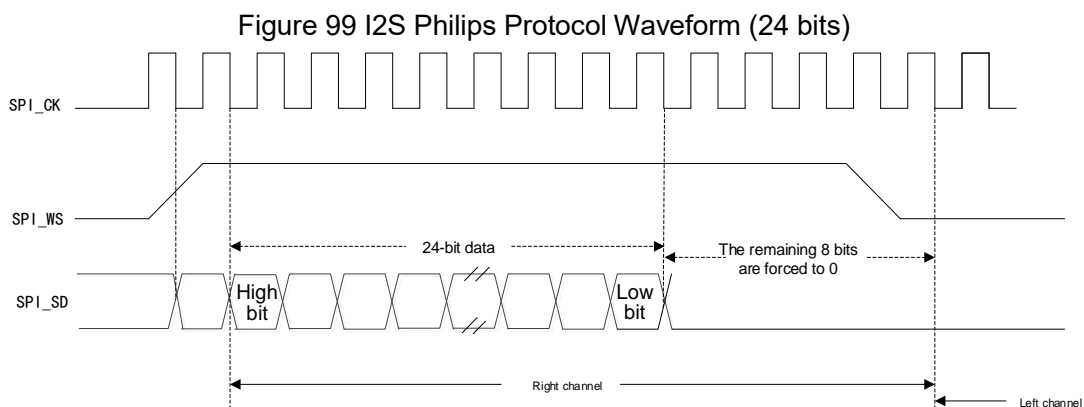 Figure 99 I2S Philips Protocol Waveform (24 bits)
SPI_CK
SPI_WS
24-bit data
The remaining 8 bits
are forced to 0
SPI_SD
High
bit
Low
bit
Right channel
Left channel